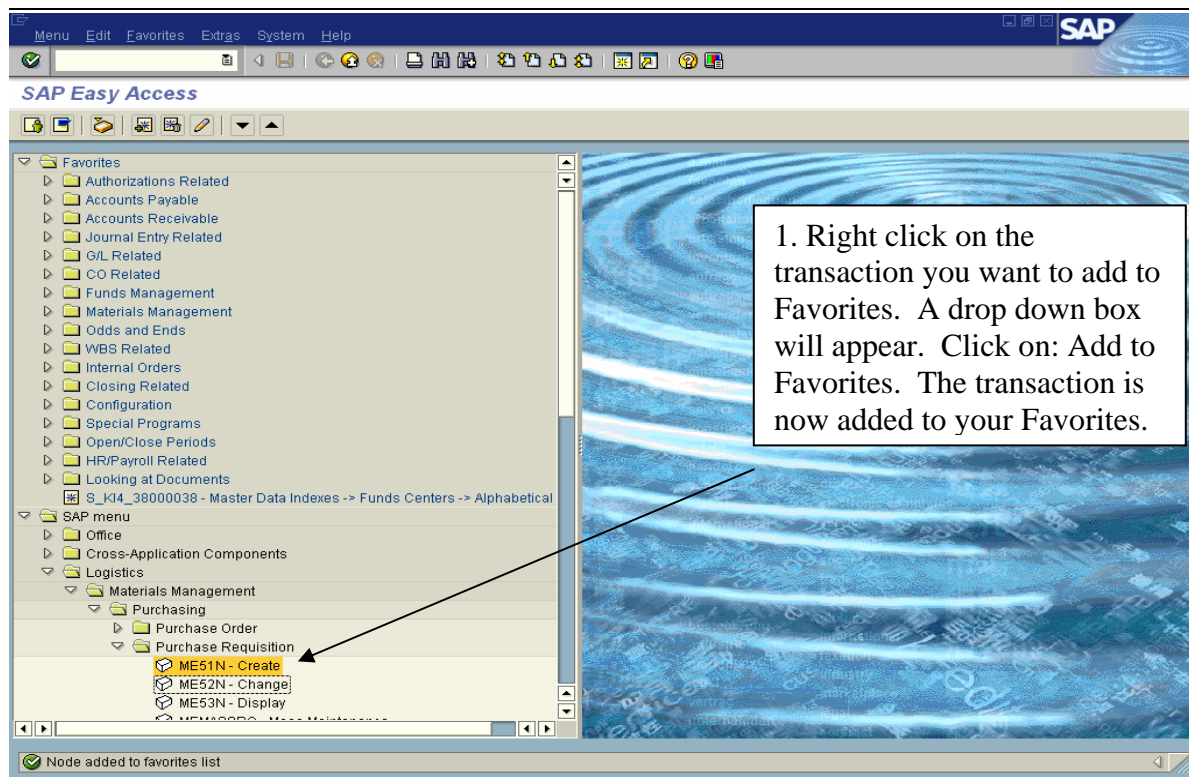 Menu Edit Favorites Extras System Help
SAP
SAP Easy Access
Favorites
Authorizations Related
Accounts Payable
Accounts Receivable
Journal Entry Related
G/L Related
CO Related
Funds Management
Materials Management
Odds and Ends
WBS Related
Internal Orders
Closing Related
Configuration
Special Programs
Open/Close Periods
HR/Payroll Related
Looking at Documents
S_KI4_38000038 - Master Data Indexes -> Funds Centers -> Alphabetical
SAP menu
Office
Cross-Application Components
Logistics
Materials Management
Purchasing
Purchase Order
Purchase Requisition
ME51N - Create
ME52N - Change
ME53N - Display
1. Right click on the
transaction you want to add to
Favorites. A drop down box
will appear. Click on: Add to
Favorites. The transaction is
now added to your Favorites.
Node added to favorites list